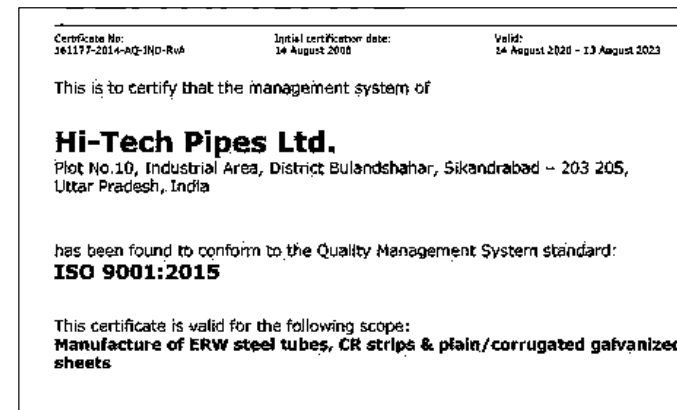 Certificate No: Initial certification date: Valid:
161177-2014-AQ-IND-RvA 14 August 2008 14 August 2020 – 13 August 2023
This is to certify that the management system of
Hi-Tech Pipes Ltd.
Plot No.10, Industrial Area, District Bulandshahar, Sikandrabad – 203 205,
Uttar Pradesh, India
has been found to conform to the Quality Management System standard:
ISO 9001:2015
This certificate is valid for the following scope:
Manufacture of ERW steel tubes, CR strips & plain/corrugated galvanized
sheets